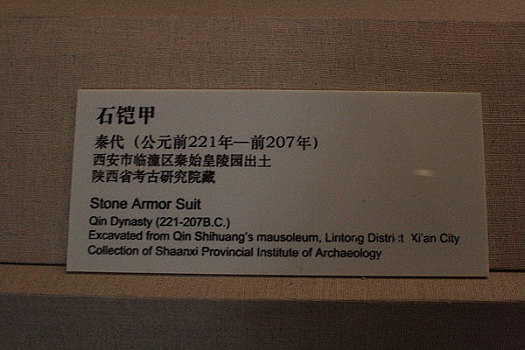 石铠甲
秦代（公元前221年—前207年）
西安市临潼区秦始皇陵园出土
陕西省考古研究院藏
Stone Armor Suit
Qin Dynasty (221-207B.C.)
Excavated from Qin Shihuang's mausoleum, Lintong District Xi'an City
Collection of Shaanxi Provincial Institute of Archaeology